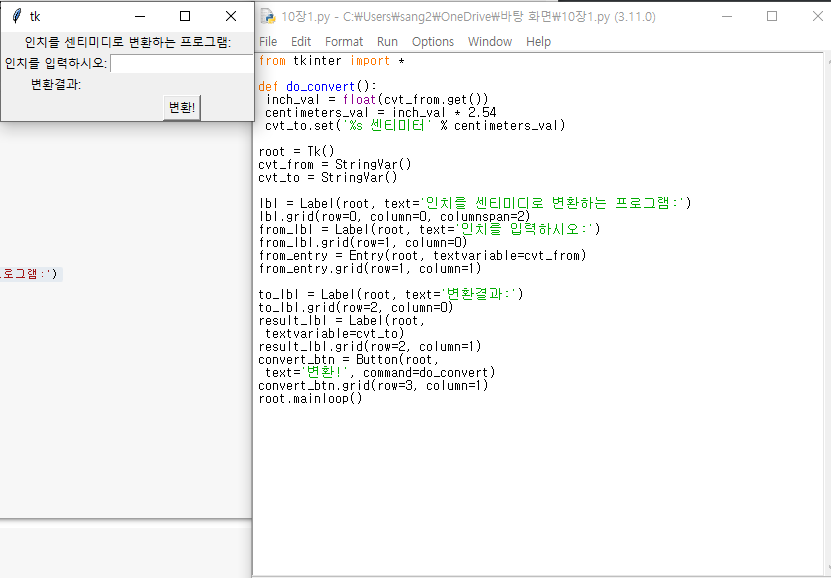 tk
인치를 센티미디로 변환하는 프로그램:
인치를 입력하시오:
변환결과:
변환!
로그램:')
10장1.py - C:₩Users₩sang2₩OneDrive₩바탕 화면₩10장1.py (3.11.0)
File Edit Format Run Options Window Help
from tkinter import *
def do_convert():
inch_val = float(cvt_from.get())
centimeters_val = inch_val * 2.54
cvt_to.set('%s 센티미터' % centimeters_val)
root = Tk()
cvt_from = StringVar()
cvt_to = StringVar()
lbl = Label(root, text='인치를 센티미디로 변환하는 프로그램:')
lbl.grid(row=0, column=0, columnspan=2)
from_lbl = Label(root, text='인치를 입력하시오:')
from_lbl.grid(row=1, column=0)
from_entry = Entry(root, textvariable=cvt_from)
from_entry.grid(row=1, column=1)
to_lbl = Label(root, text='변환결과:')
to_lbl.grid(row=2, column=0)
result_lbl = Label(root,
textvariable=cvt_to)
result_lbl.grid(row=2, column=1)
convert_btn = Button(root,
text='변환!', command=do_convert)
convert_btn.grid(row=3, column=1)
root.mainloop()